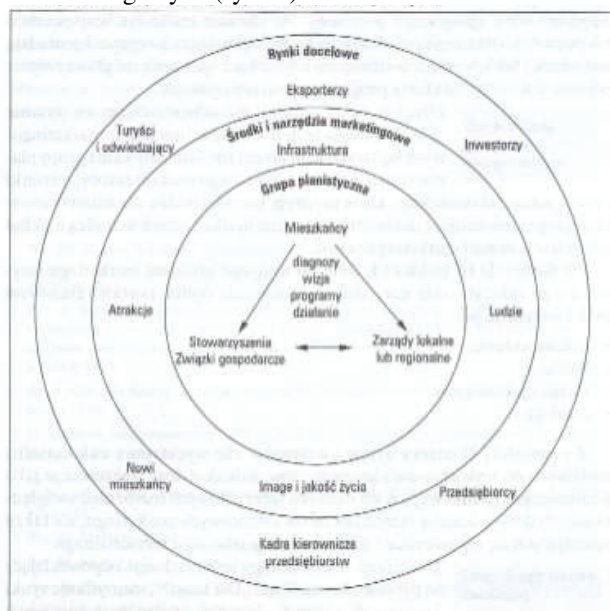 Rynki docelowe
Eksporterzy
Turyści
i odwiedzający
Środki i narzędzia marketingowe
Inwestorzy
Infrastruktura
Grupa planistyczna
Mieszkańcy
diagnozy
wizja
programy
działanie
Atrakcje
Ludzie
Stowarzyszenia
Związki gospodarcze
Zarządy lokalne
lub regionalne
Nowi
mieszkańcy
Image i jakość życia
Przedsiębiorcy
Kadra kierownicza
przedsiębiorstw